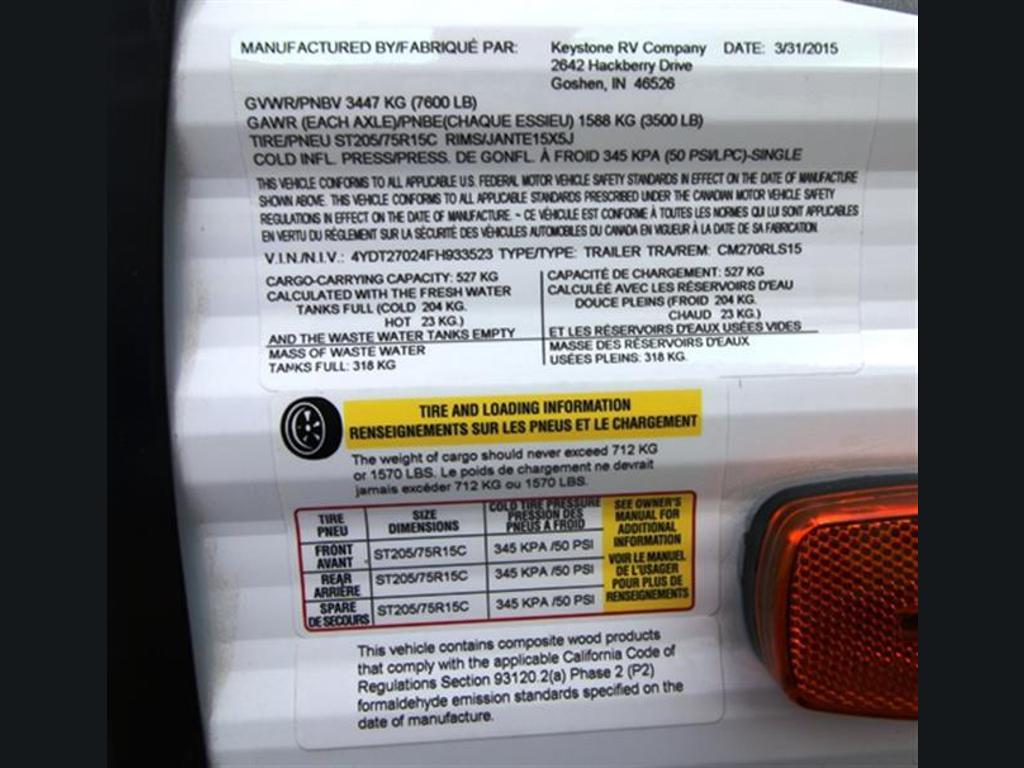 MANUFACTURED BY/FABRIQUÉ PAR: Keystone RV Company DATE: 3/31/2015
2642 Hackberry Drive
Goshen, IN 46526
GVWR/PNBV 3447 KG (7600 LB)
GAWR (EACH AXLE)/PNBE(CHAQUE ESSIEU) 1588 KG (3500 LB)
TIRE/PNEU ST205/75R15C RIMS/JANTE15X5J
COLD INFL. PRESS/PRESS. DE GONFL. À FROID 345 KPA (50 PSI/LPC)-SINGLE
THIS VEHICLE CONFORMS TO ALL APPLICABLE U.S. FEDERAL MOTOR VEHICLE SAFETY STANDARDS IN EFFECT ON THE DATE OF MANUFACTURE
SHOWN ABOVE. THIS VEHICLE CONFORMS TO ALL APPLICABLE STANDARDS PRESCRIBED UNDER THE CANADIAN MOTOR VEHICLE SAFETY
REGULATIONS IN EFFECT ON THE DATE OF MANUFACTURE. - CE VÉHICULE EST CONFORME À TOUTES LES NORMES QUI LUI SONT APPLICABLES
EN VERTU DU RÈGLEMENT SUR LA SÉCURITÉ DES VÉHICULES AUTOMOBILES DU CANADA EN VIGUEUR À LA DATE DE SA FABRICATION.
V.I.N./N.I.V.: 4YDT27024FH933523 TYPE/TYPE: TRAILER TRA/REM: CM270RLS15
CARGO-CARRYING CAPACITY: 527 KG
CALCULATED WITH THE FRESH WATER
TANKS FULL (COLD 204 KG.
HOT 23 KG.)
AND THE WASTE WATER TANKS EMPTY
MASS OF WASTE WATER
TANKS FULL: 318 KG
CAPACITÉ DE CHARGEMENT: 527 KG
CALCULÉE AVEC LES RÉSERVOIRS D'EAU
DOUCE PLEINS (FROID 204 KG.
CHAUD 23 KG.)
ET LES RÉSERVOIRS D'EAUX USÉES VIDES
MASSE DES RÉSERVOIRS D'EAUX
USÉES PLEINS: 318 KG.
TIRE AND LOADING INFORMATION
RENSEIGNEMENTS SUR LES PNEUS ET LE CHARGEMENT
The weight of cargo should never exceed 712 KG
or 1570 LBS. Le poids de chargement ne devrait
jamais excéder 712 KG ou 1570 LBS.
TIRE
PNEU
SIZE
DIMENSIONS
COLD TIRE PRESSURE
PRESSION DES
PNEUS A FROID
FRONT
AVANT
ST205/75R15C
345 KPA /50 PSI
REAR
ARRIÈRE
ST205/75R15C
345 KPA /50 PSI
SPARE
DE SECOURS
ST205/75R15C
345 KPA /50 PSI
SEE OWNER'S
MANUAL FOR
ADDITIONAL
INFORMATION
VOIR LE MANUEL
DE L'USAGER
POUR PLUS DE
RENSEIGNEMENTS
This vehicle contains composite wood products
that comply with the applicable California Code of
Regulations Section 93120.2(a) Phase 2 (P2)
formaldehyde emission standards specified on the
date of manufacture.